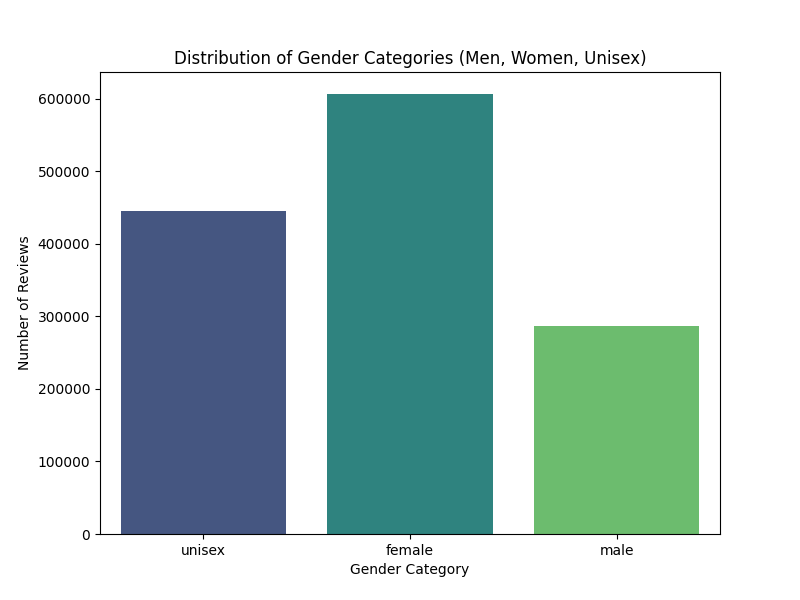 Distribution of Gender Categories (Men, Women, Unisex)
Number of Reviews
600000
500000
400000
300000
200000
100000
0
unisex female male
Gender Category